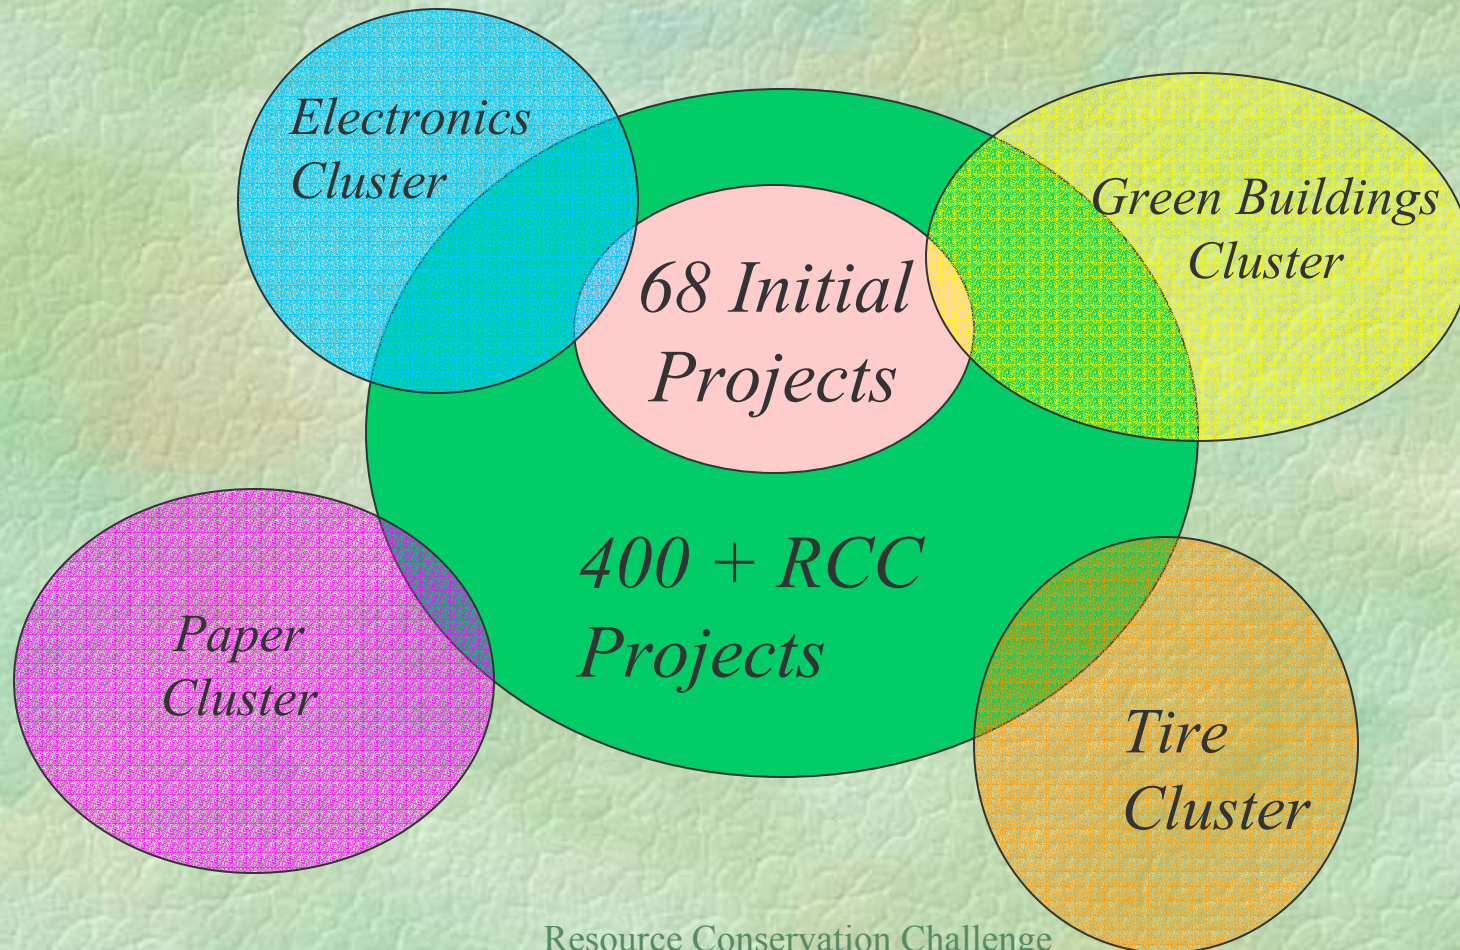 Electronics
Cluster
Green Buildings
Cluster
68 Initial
Projects
400 + RCC
Projects
Paper
Cluster
Tire
Cluster
Resource Conservation Challenge